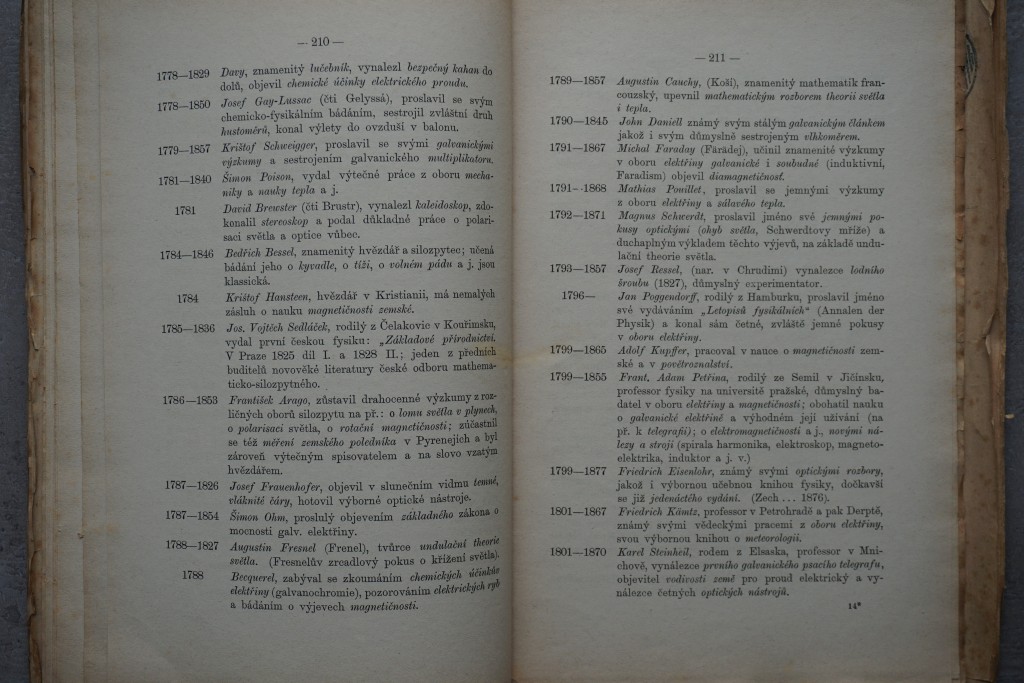 — 210 —
1778—1829 Davy, znamenitý lučebník, vynalezl bezpečný kahan do
dolů, objevil chemické účinky elektrického proudu.
1778—1850 Josef Gay-Lussac (čti Gelyssá), proslavil se svým
chemicko-fysikálním bádáním, sestrojil zvláštní druh
hustoměrů, konal výlety do ovzduší v balonu.
1779—1857 Krištof Schweigger, proslavil se svými galvanickými
výzkumy a sestrojením galvanického multiplikatoru.
1781—1840 Šimon Poison, vydal výtečné práce z oboru mecha-
niky a nauky tepla a j.
1781 David Brewster (čti Brustr), vynalezl kaleidoskop, zdo-
konalil stereoskop a podal důkladné práce o polari-
saci světla a optice vůbec.
1784—1846 Bedřich Bessel, znamenitý hvězdář a silozpytec; učená
bádání jeho o kyvadle, o tíži, o volném pádu a j. jsou
klassická.
1784 Krištof Hansteen, hvězdář v Kristianii, má nemalých
zásluh o nauku magnetičnosti zemské.
1785—1836 Jos. Vojtěch Sedláček, rodilý z Čelakovic v Kouřimsku,
vydal první českou fysiku: „Základové přírodnictví.
V Praze 1825 díl I. a 1828 II.; jeden z předních
buditelů novověké literatury české odboru mathema-
ticko-silozpytného.
1786—1853 František Arago, zůstavil drahocenné výzkumy z roz-
ličných oborů silozpytu na př.: o lomu světla v plynech,
o polarisaci světla, o rotační magnetičnosti; zúčastnil
se též měření zemského poledníka v Pyrenejich a byl
zároveň výtečným spisovatelem a na slovo vzatým
hvězdářem.
1787—1826 Josef Frauenhofer, objevil v slunečním vidmu temné,
vláknité čáry, hotovil výborné optické nástroje.
1787—1854 Šimon Ohm, proslulý objevením základného zákona o
mocnosti galv. elektřiny.
1788—1827 Augustin Fresnel (Frenel), tvůrce undulační theorie
světla. (Fresnelův zrcadlový pokus o křížení světla).
1788 Becquerel, zabýval se zkoumáním chemických účinkův
elektřiny (galvanochromie), pozorováním elektrických ryb
a bádáním o výjevech magnetičnosti.
— 211 —
1789—1857 Augustin Cauchy, (Koší), znamenitý mathematik fran-
couzský, upevnil mathematickým rozborem theorii světla
i tepla.
1790—1845 John Daniell známý svým stálým galvanickým článkem
jakož i svým důmyslně sestrojeným vlhkoměrem.
1791—1867 Michal Faraday (Färädej), učinil znamenité výzkumy
v oboru elektřiny galvanické i soubudné (induktivní,
Faradism) objevil diamagnetičnosť.
1791—1868 Mathias Pouillet, proslavil se jemnými výzkumy
z oboru elektřiny a sálavého tepla.
1792—1871 Magnus Schwerdt, proslavil jméno své jemnými po-
kusy optickými (ohyb světla, Schwerdtovy mřiže) a
duchaplným výkladem těchto výjevů, na základě undu-
lační theorie světla.
1793—1857 Josef Ressel, (nar. v Chrudimi) vynalezce lodního
šroubu (1827), důmyslný experimentator.
1796— Jan Poggendorff, rodilý z Hamburku, proslavil jméno
své vydáváním „Letopisů fysikálních“ (Annalen der
Physik) a konal sám četné, zvláště jemné pokusy
v oboru elektřiny.
1799—1865 Adolf Kupffer, pracoval v nauce o magnetičnosti zem-
ské a v povětroznalství.
1799—1855 Frant. Adam Petřina, rodilý ze Semil v Jičínsku,
professor fysiky na universitě pražské, důmyslný ba-
datel v oboru elektřiny a magnetičnosti; obohatil nauku
o galvanické elektřině a výhodném její užívání (na
př. k telegrafii); o elektromagnetičnosti a j., novými ná-
lezy a stroji (spirala harmonika, elektroskop, magneto-
elektrika, induktor a j. v.)
1799—1877 Friedrich Eisenlohr, známý svými optickými rozbory,
jakož i výbornou učebnou knihou fysiky, dočkavší
se již jedenáctého vydání. (Zech ... 1876).
1801—1867 Friedrich Kämtz, professor v Petrohradě a pak Derptě,
známý svými vědeckými pracemi z oboru elektřiny,
svou výbornou knihou o meteorologii.
1801—1870 Karel Steinheil, rodem z Elsaska, professor v Mni-
chově, vynálezce prvního galvanického psacího telegrafu,
objevitel vodivosti země pro proud elektrický a vy-
nálezce četných optických nástrojů.
14*